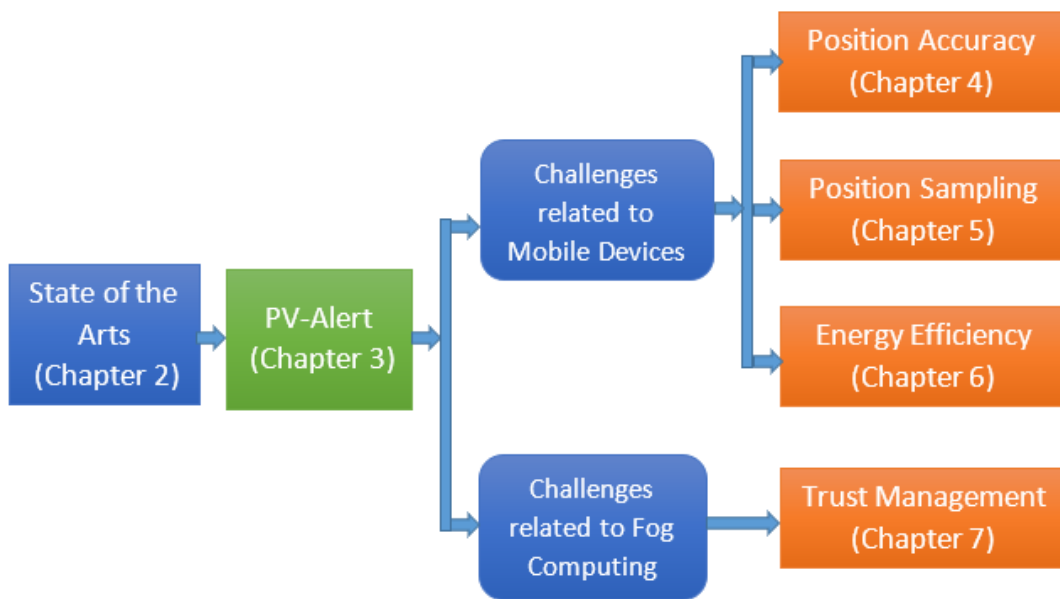 State of the
Arts
(Chapter 2)
PV-Alert
(Chapter 3)
Challenges
related to
Mobile Devices
Challenges
related to Fog
Computing
Position Accuracy
(Chapter 4)
Position Sampling
(Chapter 5)
Energy Efficiency
(Chapter 6)
Trust Management
(Chapter 7)